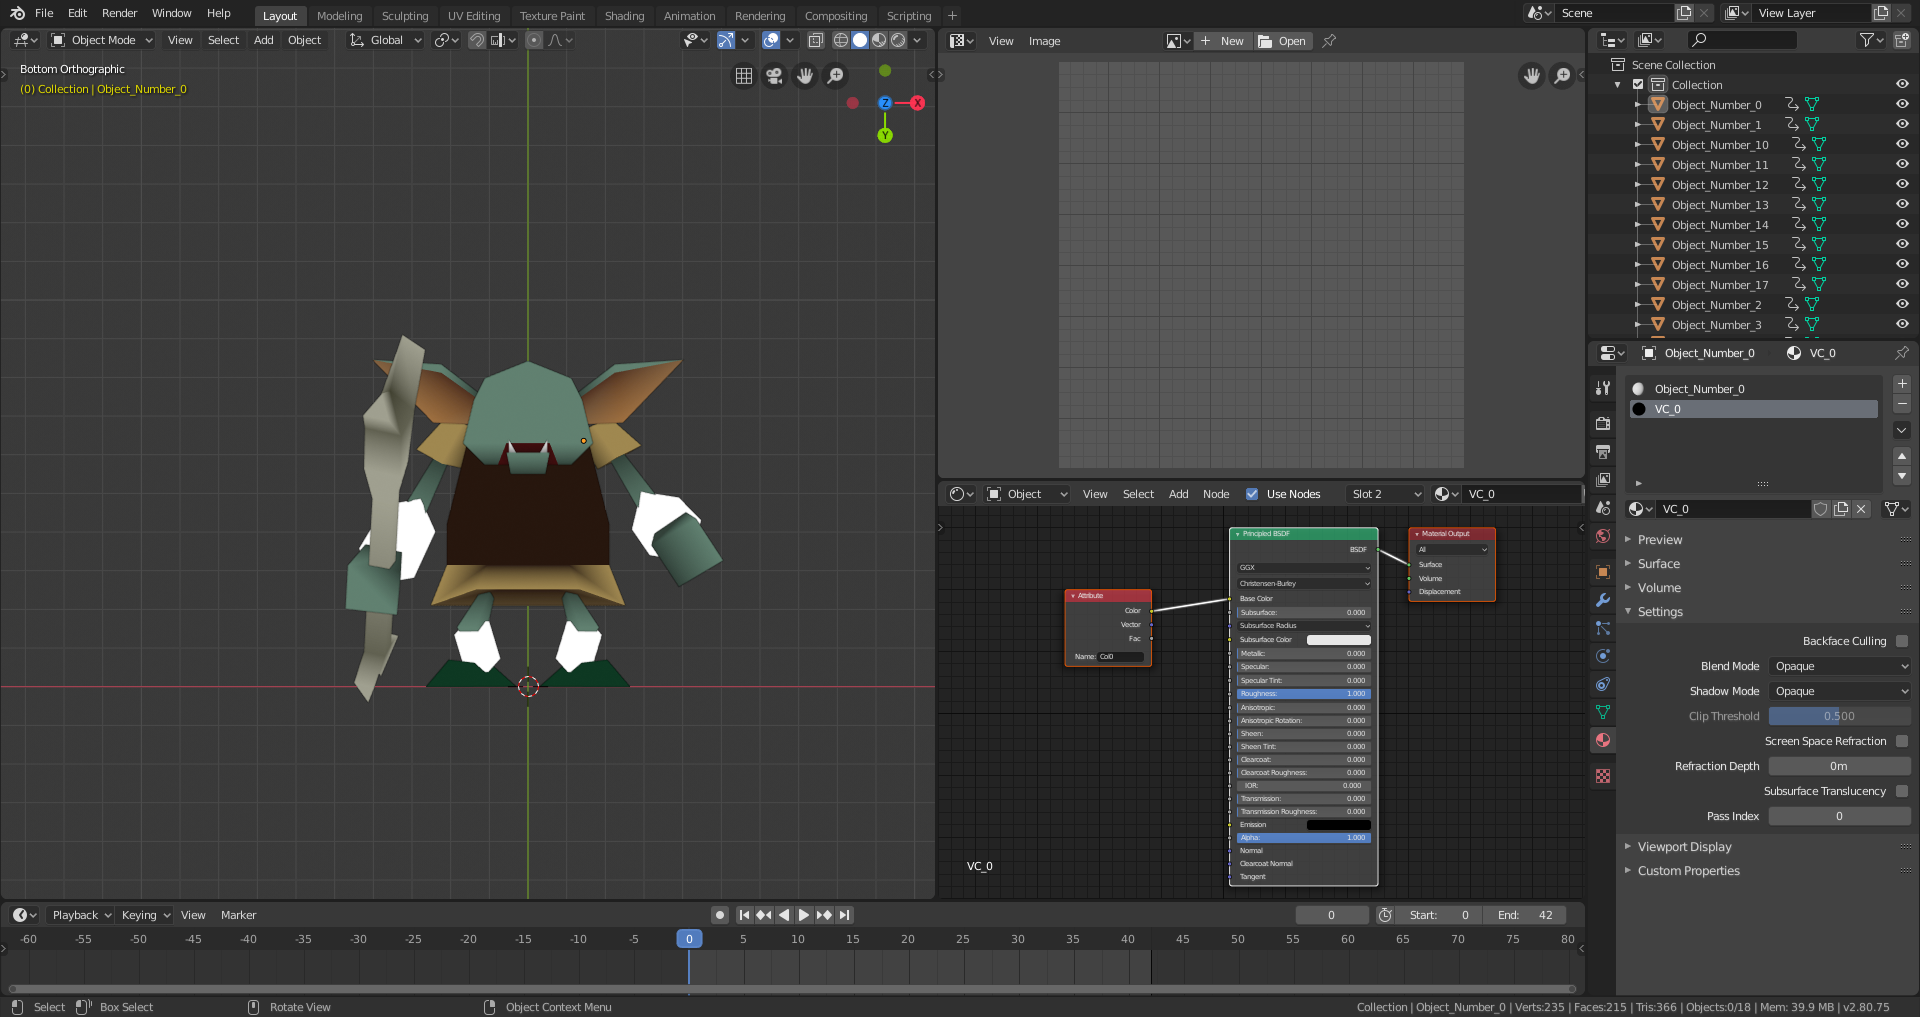 File Edit Render Window Help Layout Modeling Sculpting UV Editing Texture Paint Shading Animation Rendering Compositing Scripting + Scene View Layer
Object Mode View Select Add Object Global
Bottom Orthographic
(0) Collection | Object_Number_0
Z X
Y
View Image New Open
Scene Collection
Collection
Object_Number_0
Object_Number_1
Object_Number_10
Object_Number_11
Object_Number_12
Object_Number_13
Object_Number_14
Object_Number_15
Object_Number_16
Object_Number_17
Object_Number_2
Object_Number_3
Object_Number_0 VC_0
Object_Number_0
VC_0
VC_0
Preview
Surface
Volume
Settings
Backface Culling
Blend Mode Opaque
Shadow Mode Opaque
Clip Threshold 0.500
Screen Space Refraction
Refraction Depth 0m
Subsurface Translucency
Pass Index 0
Viewport Display
Custom Properties
Object View Select Add Node Use Nodes Slot 2 VC_0
Attribute
Color
Vector
Fac
Name: Col0
Principled BSDF
BSDF
GGX
Christensen-Burley
Base Color
Subsurface: 0.000
Subsurface Radius
Subsurface Color
Metallic: 0.000
Specular: 0.000
Specular Tint: 0.000
Roughness: 1.000
Anisotropic: 0.000
Anisotropic Rotation: 0.000
Sheen: 0.000
Sheen Tint: 0.000
Clearcoat: 0.000
Clearcoat Roughness: 0.000
IOR: 0.000
Transmission: 0.000
Transmission Roughness: 0.000
Emission
Alpha: 1.000
Normal
Clearcoat Normal
Tangent
Material Output
All
Surface
Volume
Displacement
VC_0
Playback Keying View Marker 0 Start: 0 End: 42
-60 -55 -50 -45 -40 -35 -30 -25 -20 -15 -10 -5 0 5 10 15 20 25 30 35 40 45 50 55 60 65 70 75 80
Select Box Select Rotate View Object Context Menu Collection | Object_Number_0 | Verts:235 | Faces:215 | Tris:366 | Objects:0/18 | Mem: 39.9 MB | v2.80.75